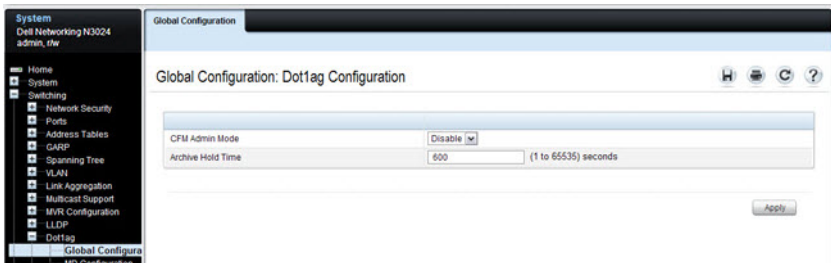 System
Dell Networking N3024
admin, r/w
Home
System
Switching
Network Security
Ports
Address Tables
GARP
Spanning Tree
VLAN
Link Aggregation
Multicast Support
MVR Configuration
LLDP
Dot1ag
Global Configura
MD Configuration
Global Configuration
Global Configuration: Dot1ag Configuration
?
CFM Admin Mode Disable
Archive Hold Time 600 (1 to 65535) seconds
Apply